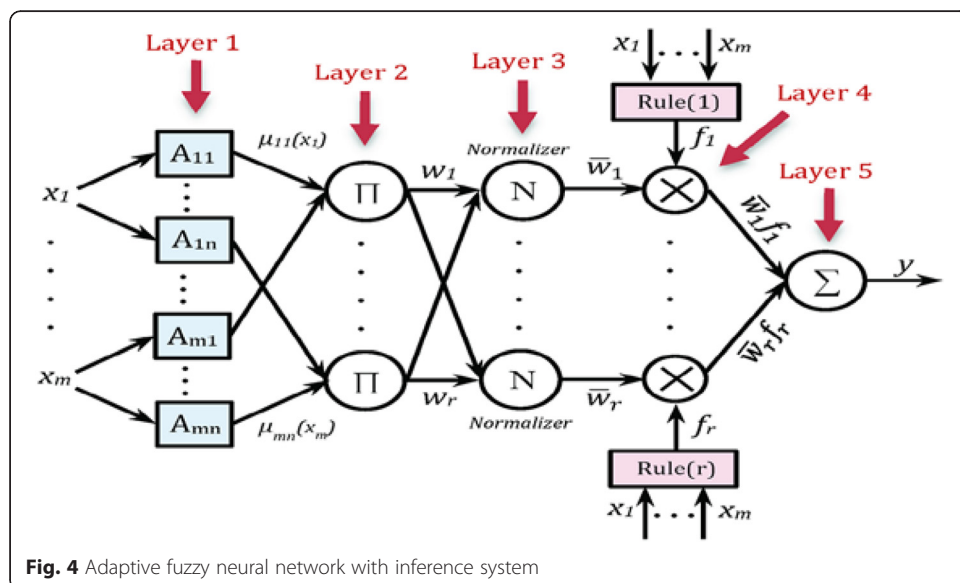 Layer 1
Layer 2
Layer 3
x₁ . . . xₘ
Rule(1)
Layer 4
f₁
A₁₁
μ₁₁(x₁)
Normalizer
x₁
Π
w₁
N
w̅₁
×
Layer 5
A₁ₙ
w̅₁f₁
Σ
y
Aₘ₁
w̅ᵣfᵣ
xₘ
Π
wᵣ
N
w̅ᵣ
×
Aₘₙ
μₘₙ(xₘ)
Normalizer
fᵣ
Rule(r)
x₁ . . . xₘ
Fig. 4 Adaptive fuzzy neural network with inference system